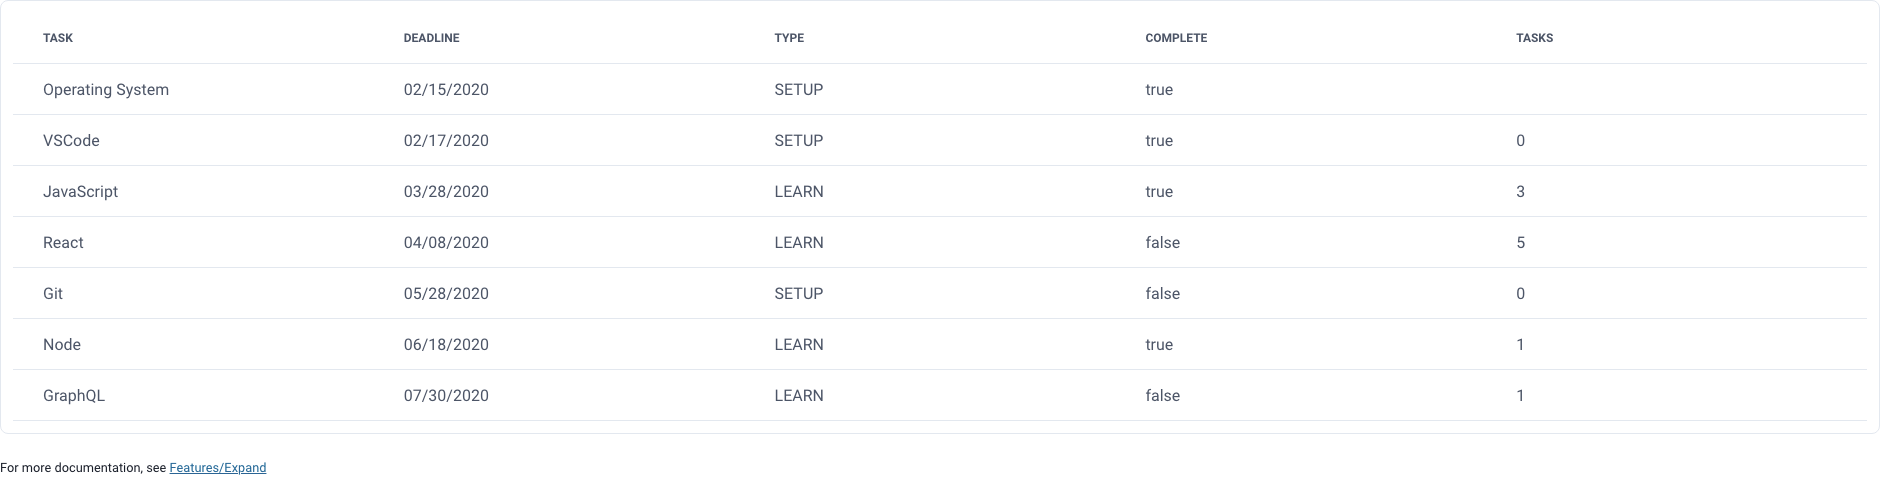 TASK DEADLINE TYPE COMPLETE TASKS
Operating System 02/15/2020 SETUP true
VSCode 02/17/2020 SETUP true 0
JavaScript 03/28/2020 LEARN true 3
React 04/08/2020 LEARN false 5
Git 05/28/2020 SETUP false 0
Node 06/18/2020 LEARN true 1
GraphQL 07/30/2020 LEARN false 1
For more documentation, see Features/Expand